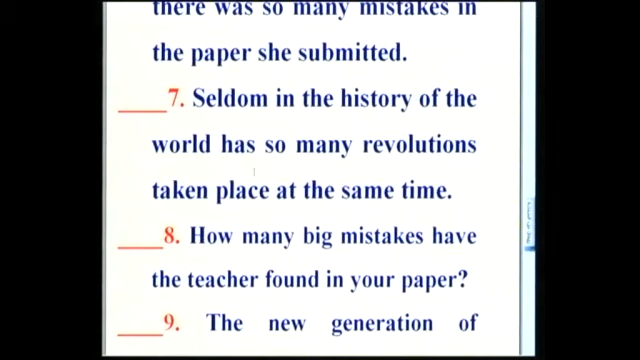 there was so many mistakes in
the paper she submitted.
____7. Seldom in the history of the
world has so many revolutions
taken place at the same time.
____8. How many big mistakes have
the teacher found in your paper?
____9. The new generation of